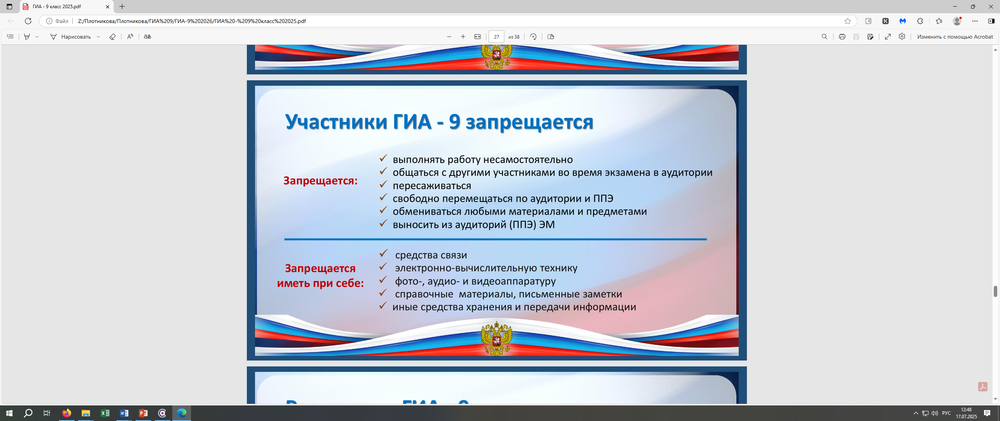 ГИА - 9 класс 2025.pdf
Файл
Z:/Плотникова/Плотникова/ГИА%209/ГИА-9%202026/ГИА%20-%209%20класс%202025.pdf
Нарисовать
aあ
27 из 38
Изменить с помощью Acrobat
Участники ГИА - 9 запрещается
Запрещается:
выполнять работу несамостоятельно
общаться с другими участниками во время экзамена в аудитории
пересаживаться
свободно перемещаться по аудитории и ППЭ
обмениваться любыми материалами и предметами
выносить из аудиторий (ППЭ) ЭМ
Запрещается
иметь при себе:
средства связи
электронно-вычислительную технику
фото-, аудио- и видеоаппаратуру
справочные материалы, письменные заметки
иные средства хранения и передачи информации
ГИА - 9
РУС
12:48
17.07.2025